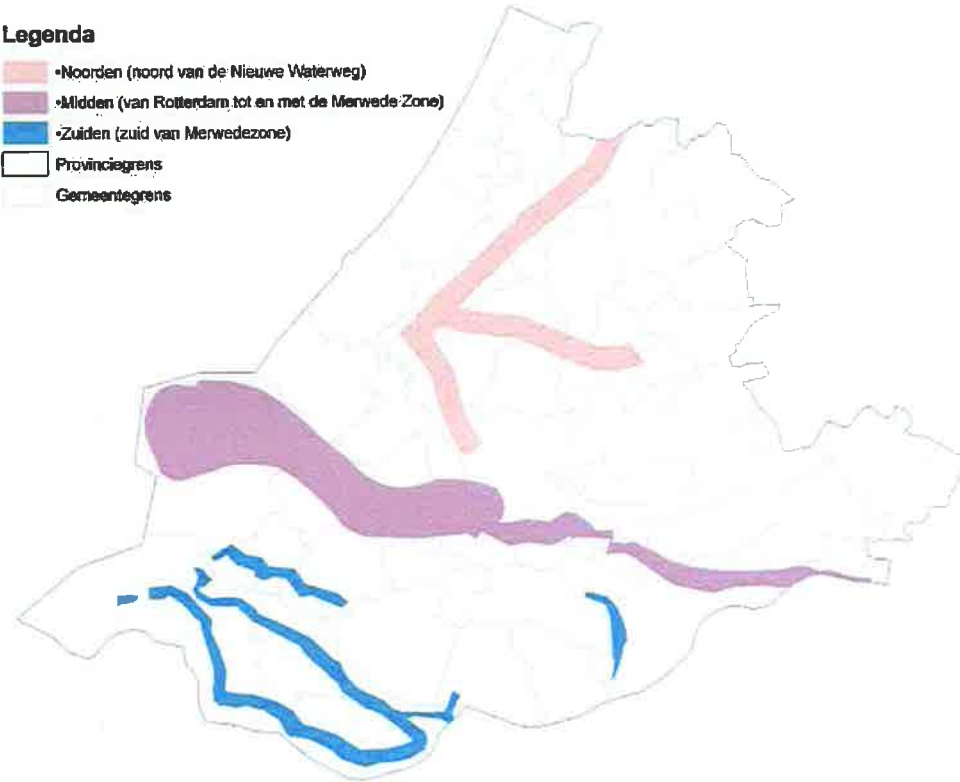 Legenda
•Noorden (noord van de Nieuwe Waterweg)
•Midden (van Rotterdam tot en met de Merwede Zone)
•Zuiden (zuid van Merwedezone)
Provinciegrens
Gemeentegrens